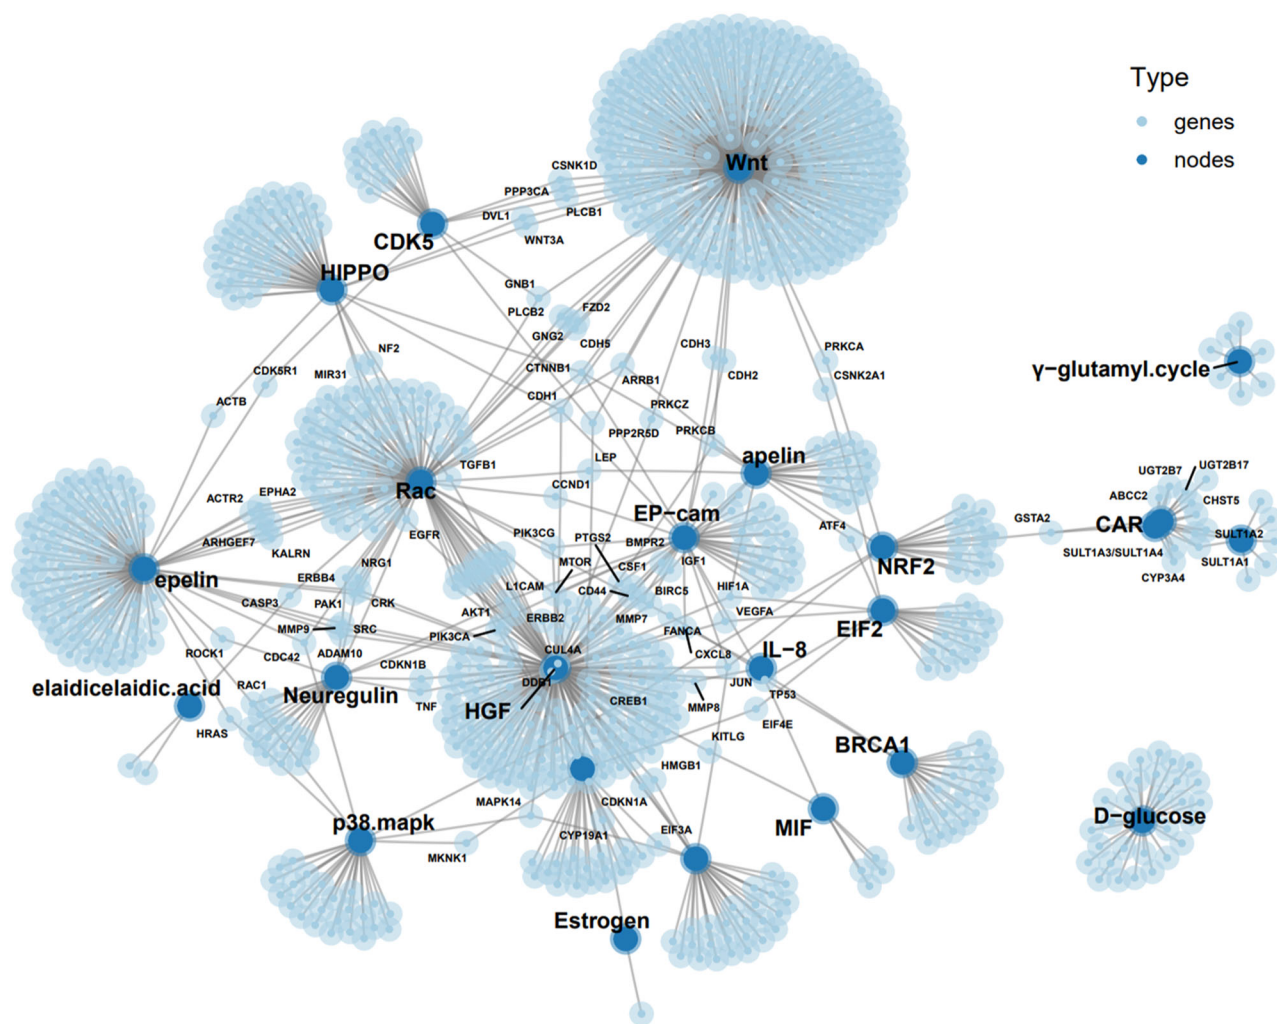 Type
genes
nodes
Wnt
CSNK1D
PPP3CA
PLCB1
DVL1
WNT3A
CDK5
HIPPO
GNB1
PLCB2
FZD2
GNG2
CDH5
NF2
MIR31
CDK5R1
ACTB
CTNNB1
CDH1
ARRB1
CDH3
CDH2
PRKCA
CSNK2A1
γ−glutamyl.cycle
PRKCZ
PPP2R5D
PRKCB
TGFB1
LEP
apelin
CCND1
Rac
ACTR2
EPHA2
ARHGEF7
KALRN
EGFR
PIK3CG
PTGS2
EP−cam
BMPR2
IGF1
ATF4
NRF2
GSTA2
UGT2B7
UGT2B17
ABCC2
CHST5
CAR
SULT1A2
SULT1A3/SULT1A4
SULT1A1
CYP3A4
epelin
ERBB4
NRG1
CASP3
PAK1
CRK
MTOR
L1CAM
CSF1
CD44
BIRC5
HIF1A
AKT1
ERBB2
MMP7
VEGFA
MMP9
SRC
PIK3CA
FANCA
EIF2
ROCK1
CDC42
ADAM10
CDKN1B
CUL4A
CXCL8
IL−8
elaidicelaidic.acid
RAC1
Neuregulin
TNF
DDB1
HGF
CREB1
JUN
TP53
MMP8
EIF4E
HRAS
KITLG
BRCA1
HMGB1
MAPK14
CDKN1A
p38.mapk
CYP19A1
EIF3A
MIF
D−glucose
MKNK1
Estrogen